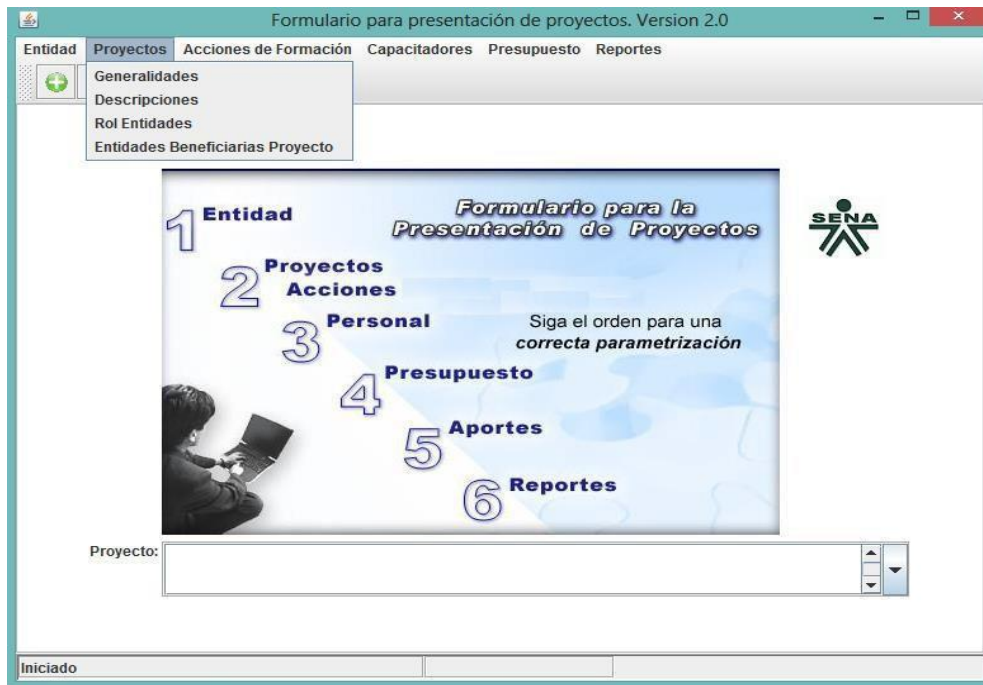 Formulario para presentación de proyectos. Version 2.0
Entidad Proyectos Acciones de Formación Capacitadores Presupuesto Reportes
Generalidades
Descripciones
Rol Entidades
Entidades Beneficiarias Proyecto
Formulario para la
Presentación de Proyectos
SENA
1 Entidad
2 Proyectos
Acciones
3 Personal
Siga el orden para una
correcta parametrización
4 Presupuesto
5 Aportes
6 Reportes
Proyecto:
Iniciado